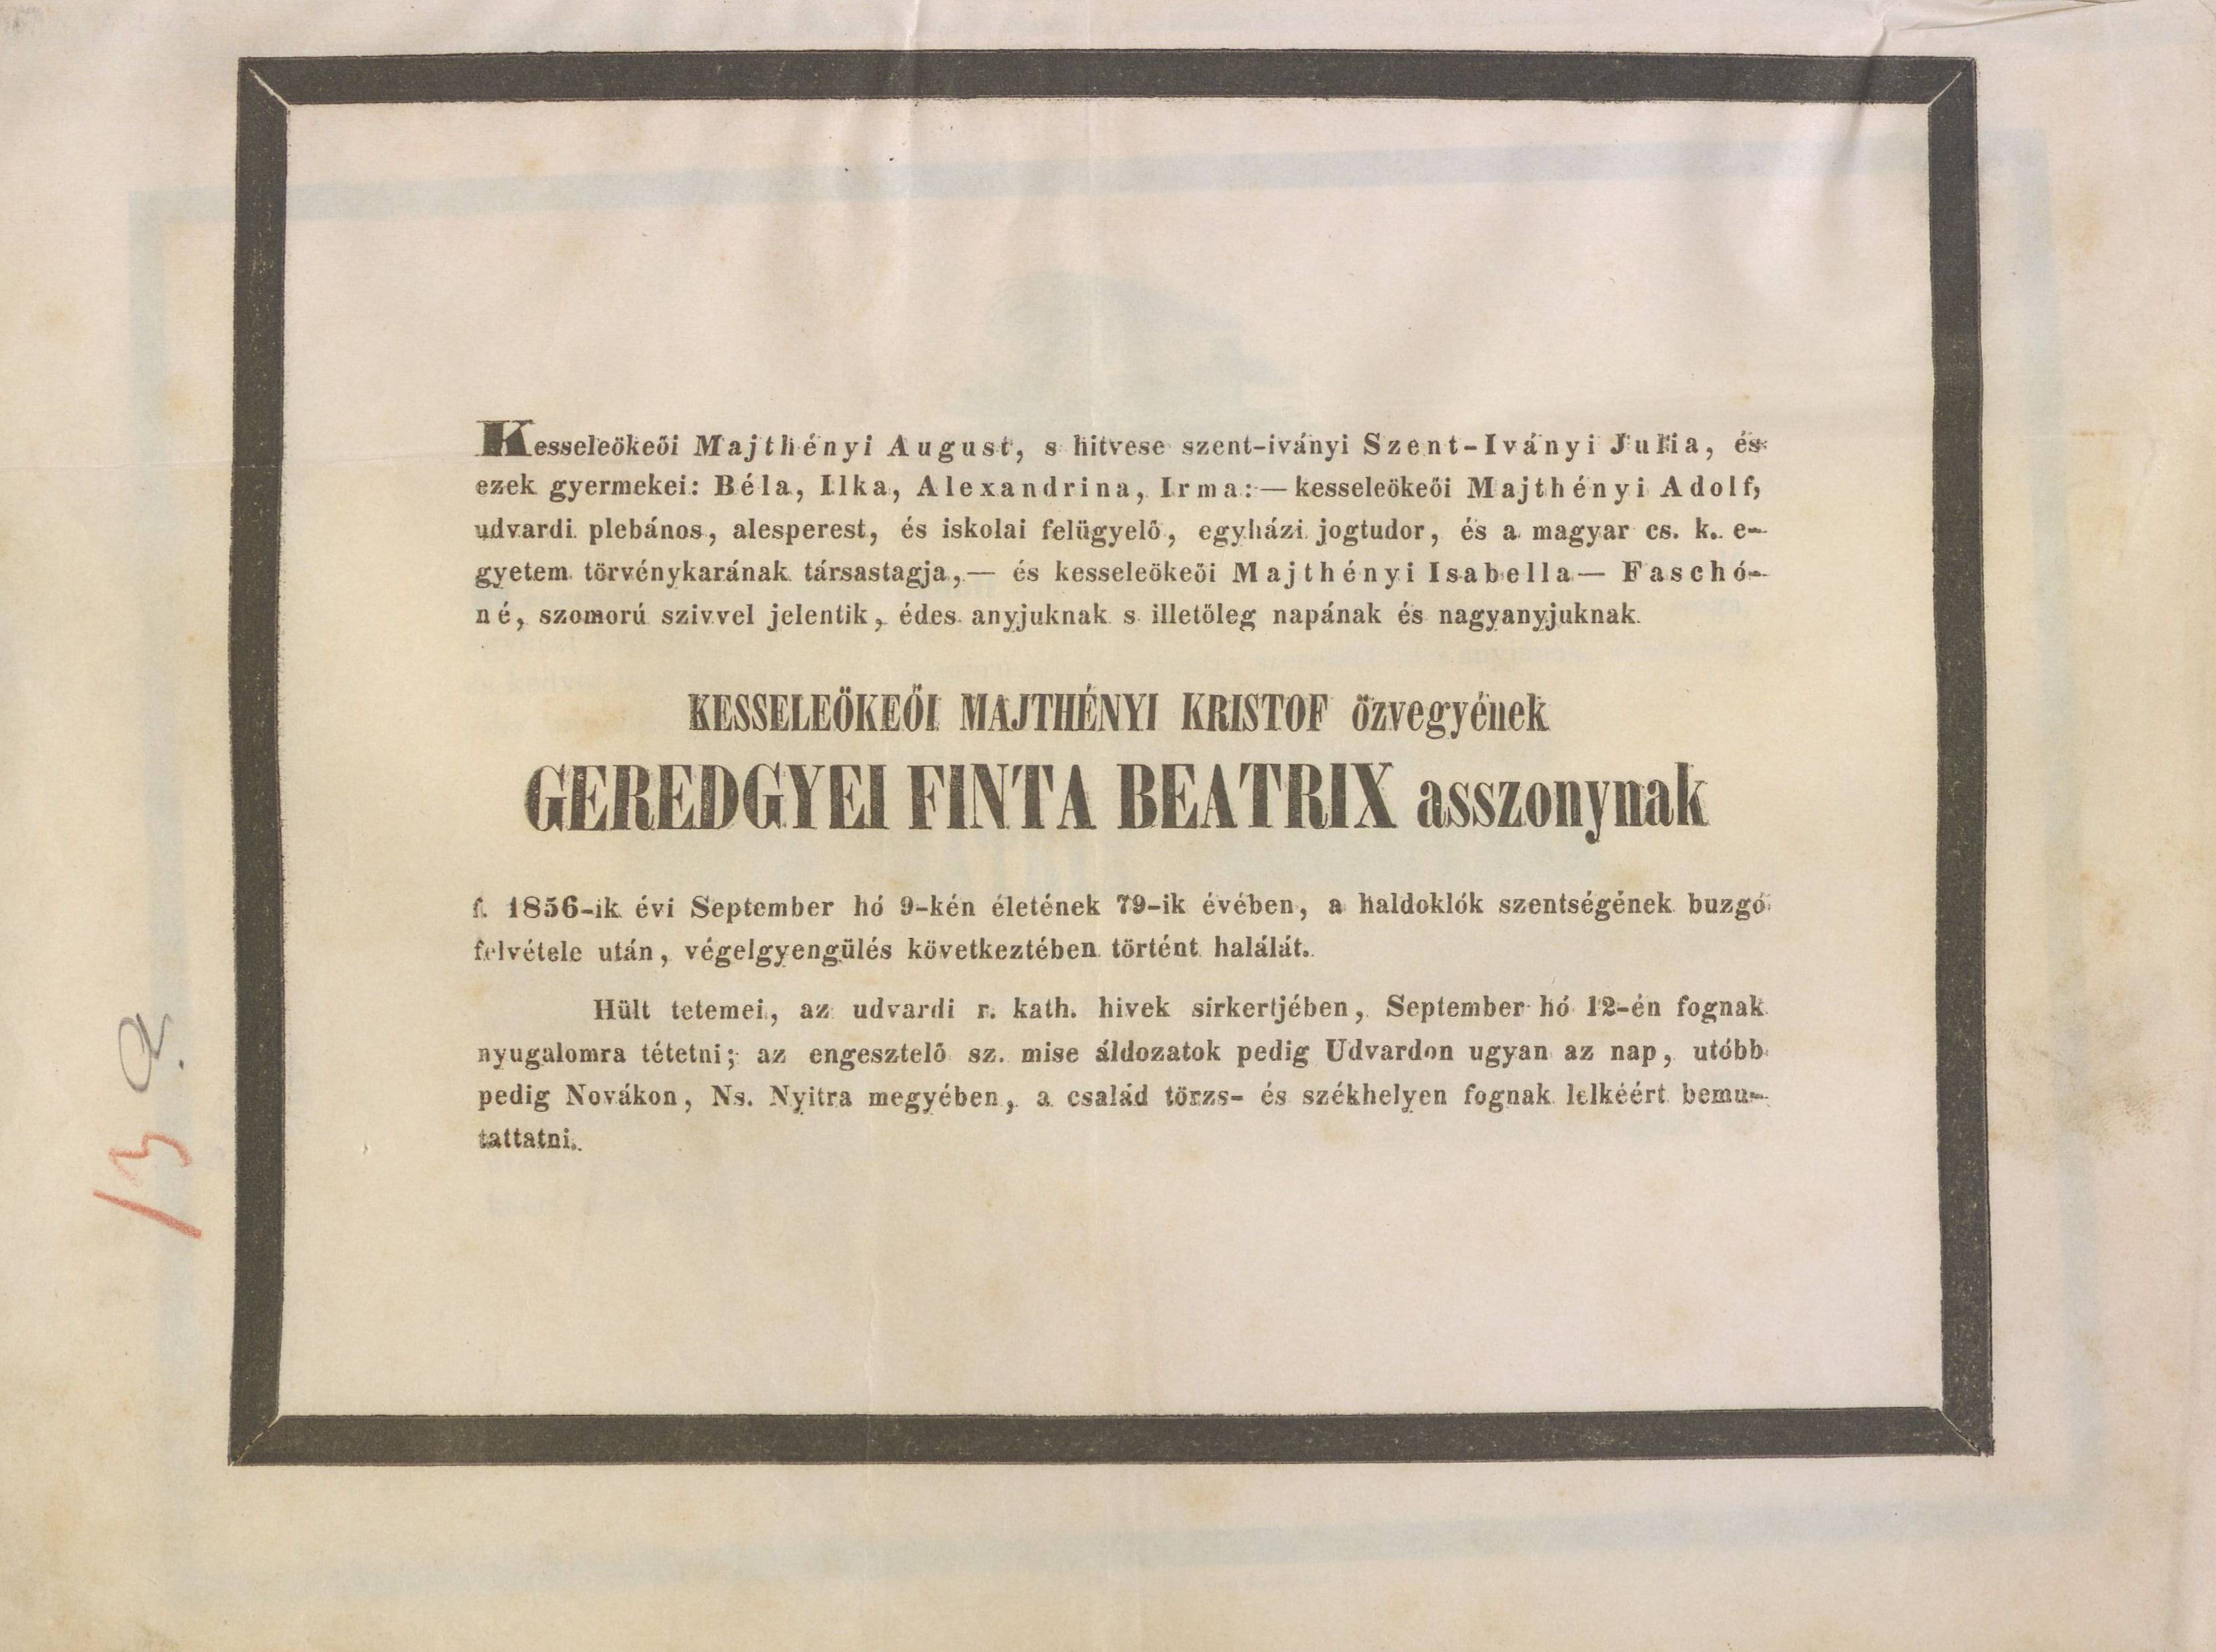 Kesseleökeői Majthényi August, s hitvese szent-iványi Szent-Iványi Julia, és
ezek gyermekei: Béla, Ilka, Alexandrina, Irma:—kesseleökeői Majthényi Adolf,
udvardi plebános, alesperest, és iskolai felügyelő, egyházi jogtudor, és a magyar cs. k. e-
gyetem törvénykarának társastagja,— és kesseleökeői Majthényi Isabella— Faschó-
né, szomorú szivvel jelentik, édes anyjuknak s illetőleg napának és nagyanyjuknak
KESSELEÖKEŐI MAJTHÉNYI KRISTOF özvegyének
GEREDGYEI FINTA BEATRIX asszonynak
f. 1856-ik évi September hó 9-kén életének 79-ik évében, a haldoklók szentségének buzgó
felvétele után, végelgyengülés következtében történt halálát.
Hült tetemei, az udvardi r. kath. hivek sirkertjében, September hó 12-én fognak
nyugalomra tétetni; az engesztelő sz. mise áldozatok pedig Udvardon ugyan az nap, utóbb
pedig Novákon, Ns. Nyitra megyében, a család törzs- és székhelyen fognak lelkéért bemu-
tattatni.